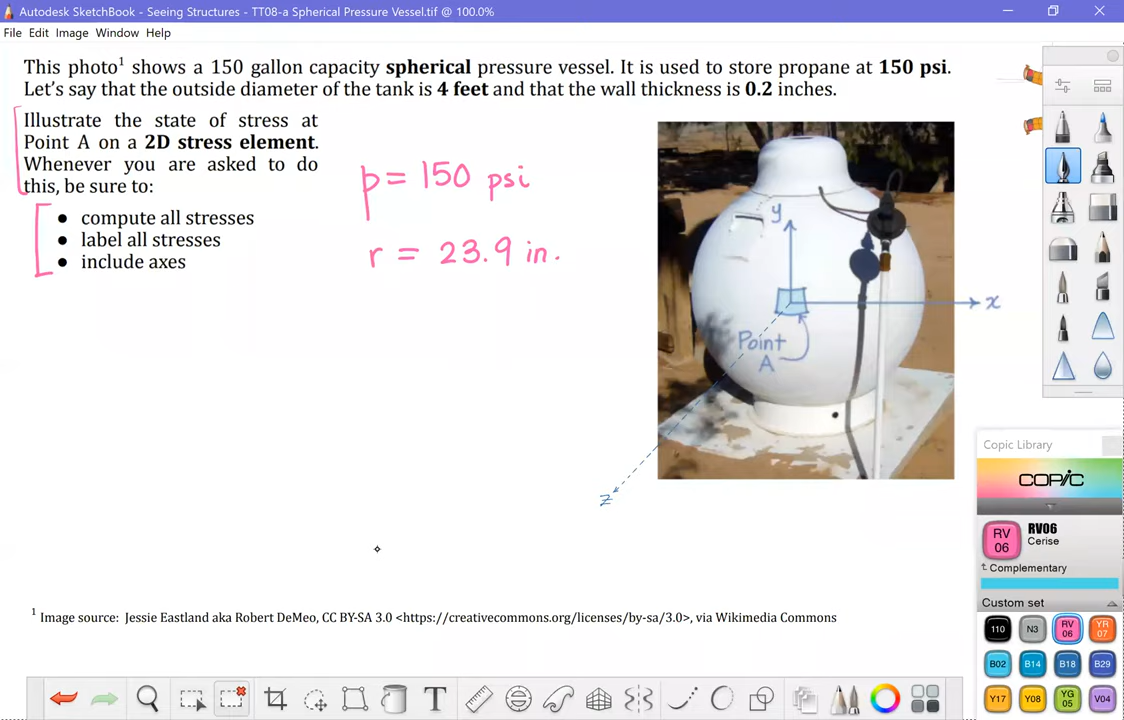 Autodesk SketchBook - Seeing Structures - TT08-a Spherical Pressure Vessel.tif @ 100.0%
File Edit Image Window Help
This photo¹ shows a 150 gallon capacity spherical pressure vessel. It is used to store propane at 150 psi.
Let's say that the outside diameter of the tank is 4 feet and that the wall thickness is 0.2 inches.
Illustrate the state of stress at
Point A on a 2D stress element.
Whenever you are asked to do
this, be sure to:
• compute all stresses
• label all stresses
• include axes
p = 150 psi
r = 23.9 in.
y
x
Point
A
z
¹ Image source: Jessie Eastland aka Robert DeMeo, CC BY-SA 3.0 <https://creativecommons.org/licenses/by-sa/3.0>, via Wikimedia Commons
Copic Library
COPIC
RV
06
RV06
Cerise
Complementary
Custom set
110 N3 RV 06 YR 07
B02 B14 B18 B29
Y17 Y08 YG 05 V04
T